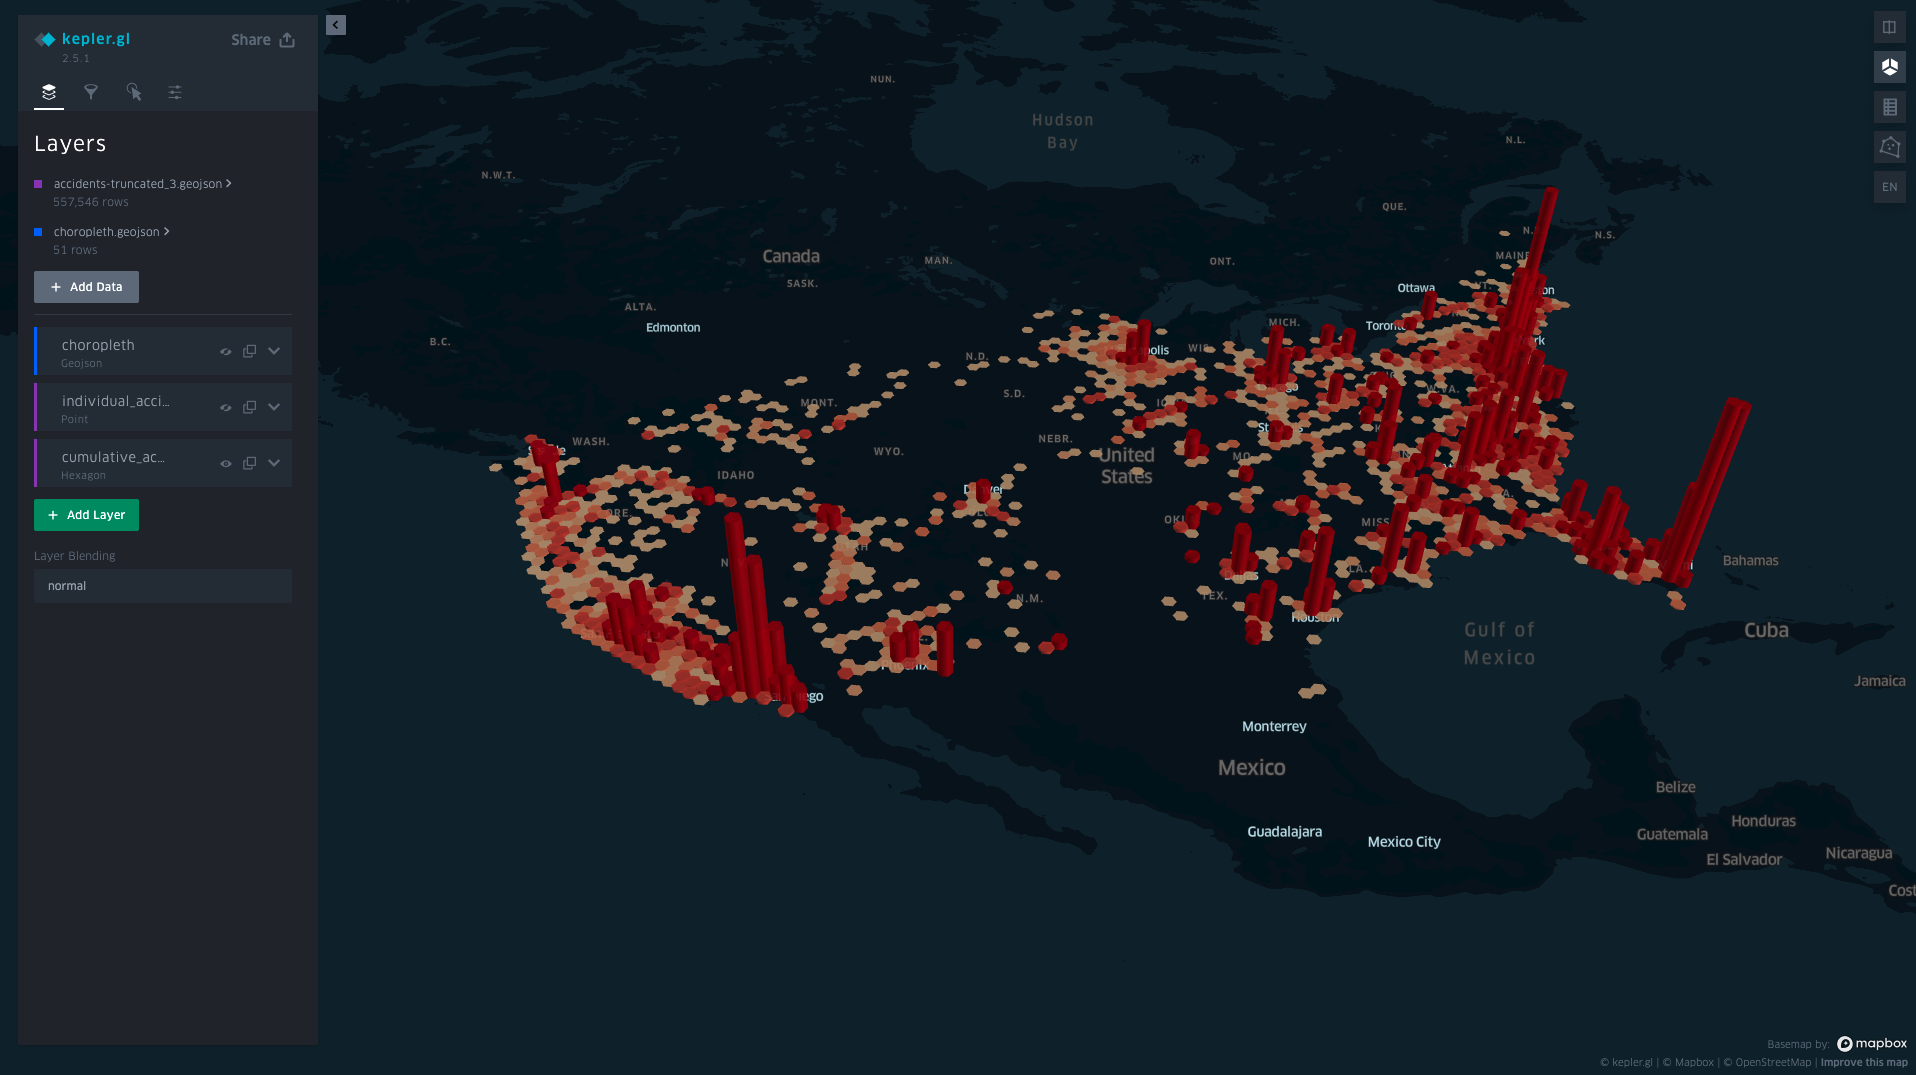 kepler.gl
2.5.1
Share
Layers
accidents-truncated_3.geojson
557,546 rows
choropleth.geojson
51 rows
+ Add Data
choropleth
Geojson
individual_acci...
Point
cumulative_ac...
Hexagon
+ Add Layer
Layer Blending
normal
EN
NUN.
Hudson
Bay
N.L.
N.W.T.
QUE.
N.S.
Canada
MAN.
ONT.
MAINE
SASK.
Ottawa
ALTA.
Edmonton
MICH.
B.C.
N.D.
MONT.
S.D.
WASH.
NEBR.
WYO.
United
States
IDAHO
MO.
MISS.
LA.
Bahamas
N.M.
TEX.
Houston
Gulf of
Mexico
Cuba
Jamaica
Monterrey
Mexico
Belize
Honduras
Guadalajara
Mexico City
Guatemala
El Salvador
Nicaragua
Basemap by: mapbox
© kepler.gl | © Mapbox | © OpenStreetMap | Improve this map